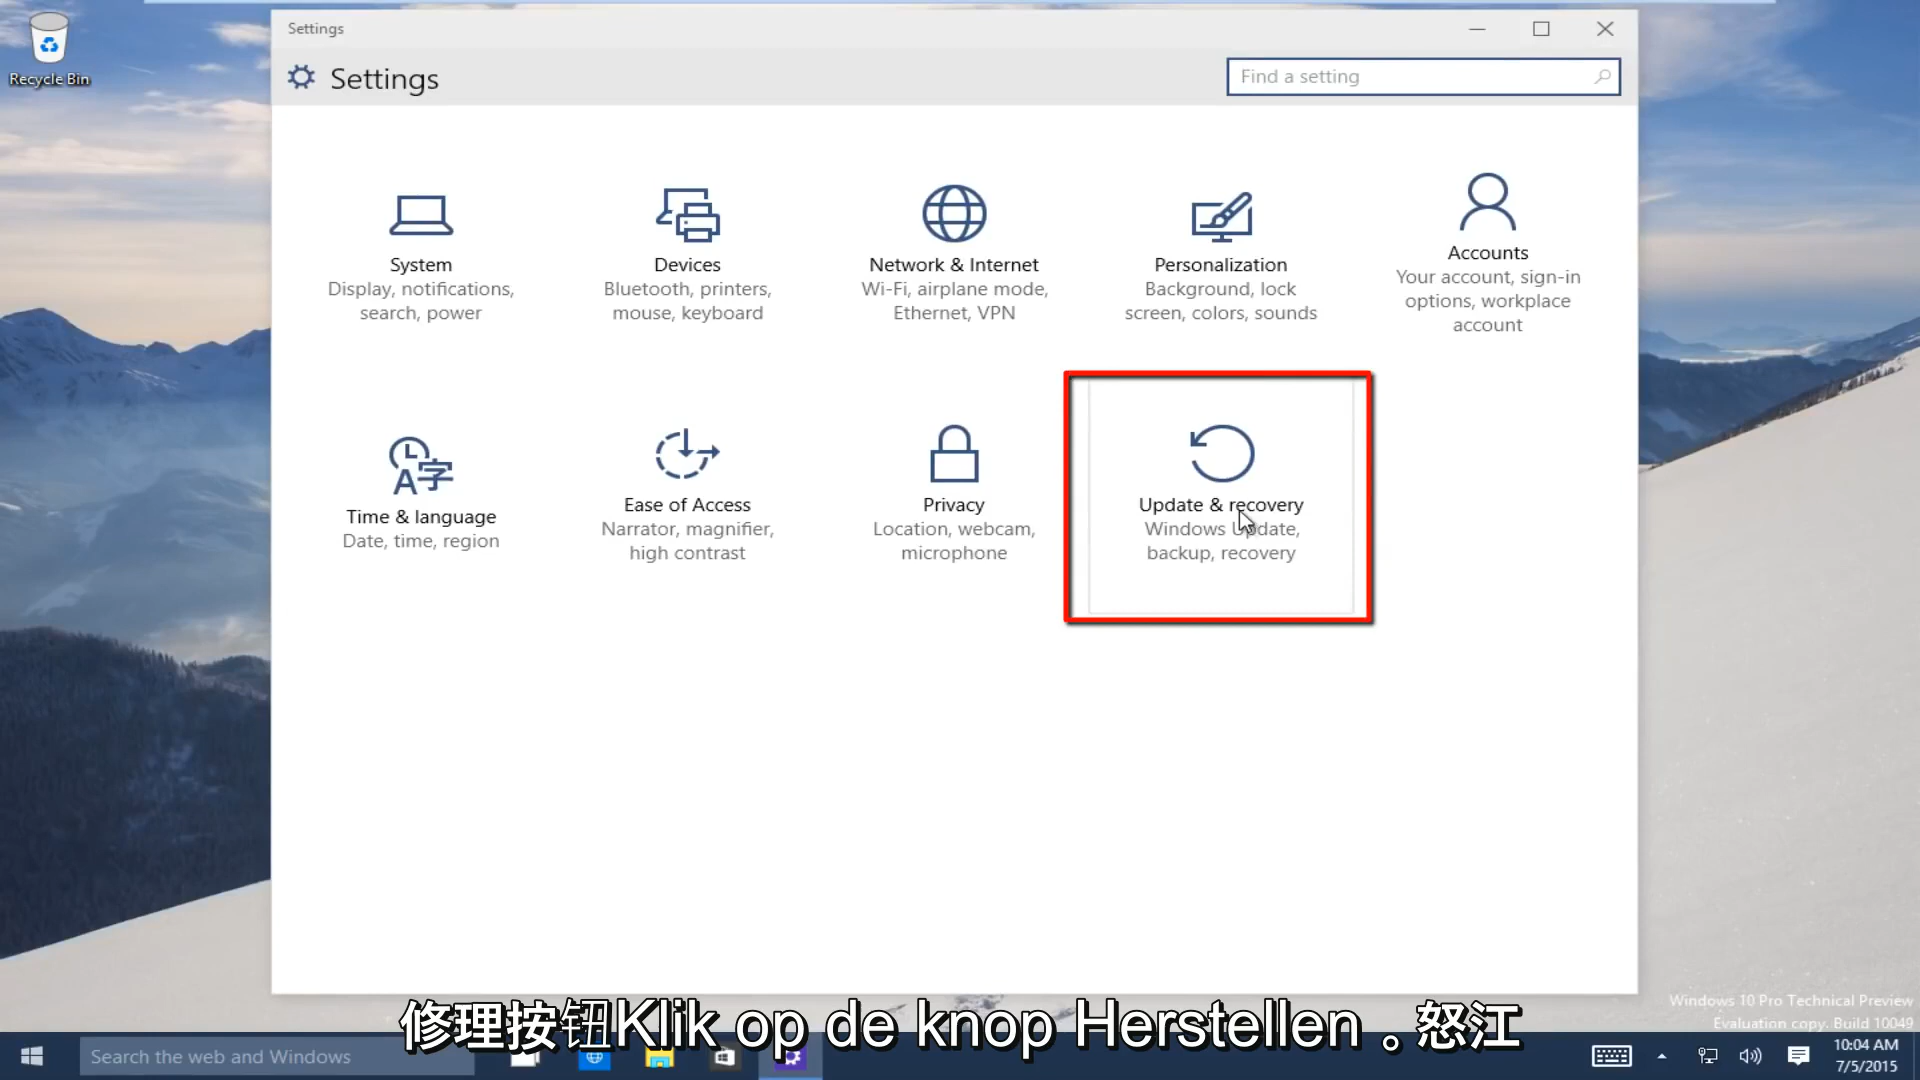 Recycle Bin
Settings
Settings
Find a setting
System
Display, notifications,
search, power
Devices
Bluetooth, printers,
mouse, keyboard
Network & Internet
Wi-Fi, airplane mode,
Ethernet, VPN
Personalization
Background, lock
screen, colors, sounds
Accounts
Your account, sign-in
options, workplace
account
Time & language
Date, time, region
Ease of Access
Narrator, magnifier,
high contrast
Privacy
Location, webcam,
microphone
Update & recovery
Windows Update,
backup, recovery
Windows 10 Pro Technical Preview
Evaluation copy. Build 10049
修理按钮Klik op de knop Herstellen。怒江
Search the web and Windows
10:04 AM
7/5/2015